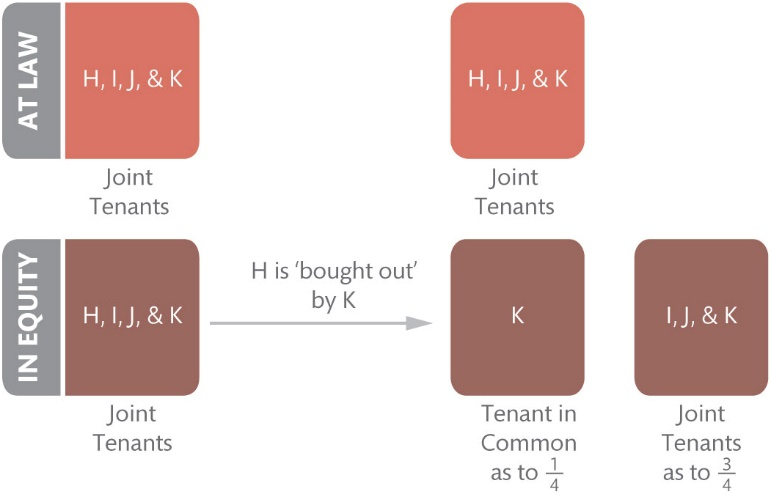 AT LAW
H, I, J, & K
Joint
Tenants
H, I, J, & K
Joint
Tenants
IN EQUITY
H, I, J, & K
Joint
Tenants
H is ‘bought out’
by K
K
Tenant in
Common
as to 1/4
I, J, & K
Joint
Tenants
as to 3/4